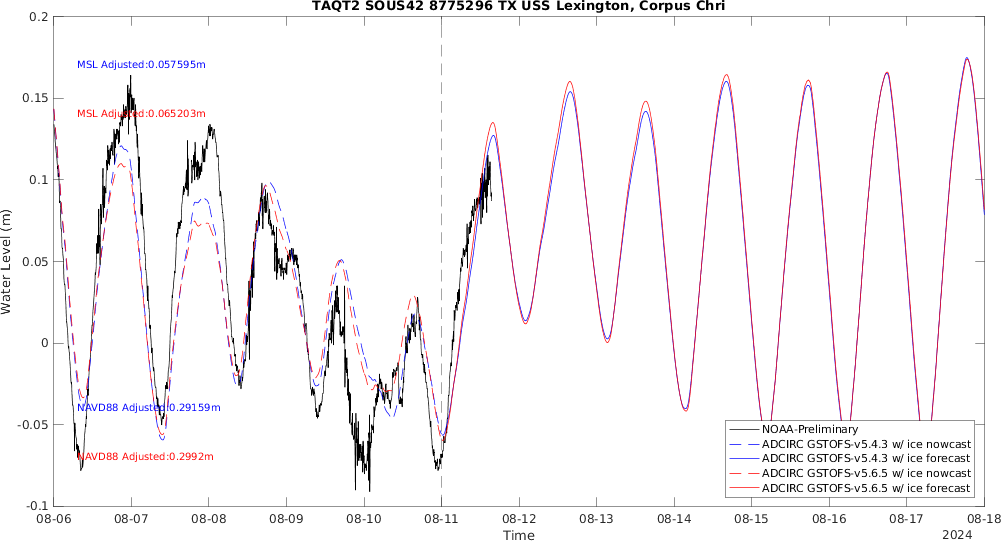 TAQT2 SOUS42 8775296 TX USS Lexington, Corpus Chri
0.2
0.15
0.1
0.05
0
-0.05
-0.1
Water Level (m)
MSL Adjusted:0.057595m
MSL Adjusted:0.065203m
NAVD88 Adjusted:0.29159m
NAVD88 Adjusted:0.2992m
NOAA-Preliminary
ADCIRC GSTOFS-v5.4.3 w/ ice nowcast
ADCIRC GSTOFS-v5.4.3 w/ ice forecast
ADCIRC GSTOFS-v5.6.5 w/ ice nowcast
ADCIRC GSTOFS-v5.6.5 w/ ice forecast
08-06 08-07 08-08 08-09 08-10 08-11 08-12 08-13 08-14 08-15 08-16 08-17 08-18
Time
2024